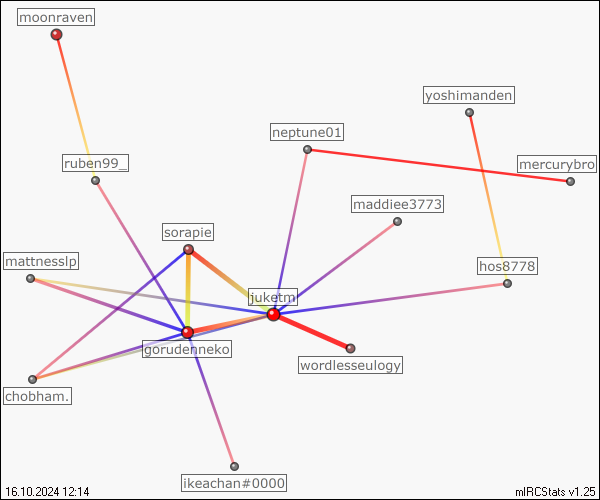 moonraven
yoshimanden
neptune01
ruben99_
mercurybro
maddiee3773
sorapie
mattnesslp
hos8778
juketm
gorudenneko
wordlesseulogy
chobham.
ikeachan#0000
16.10.2024 12:14
mIRCStats v1.25